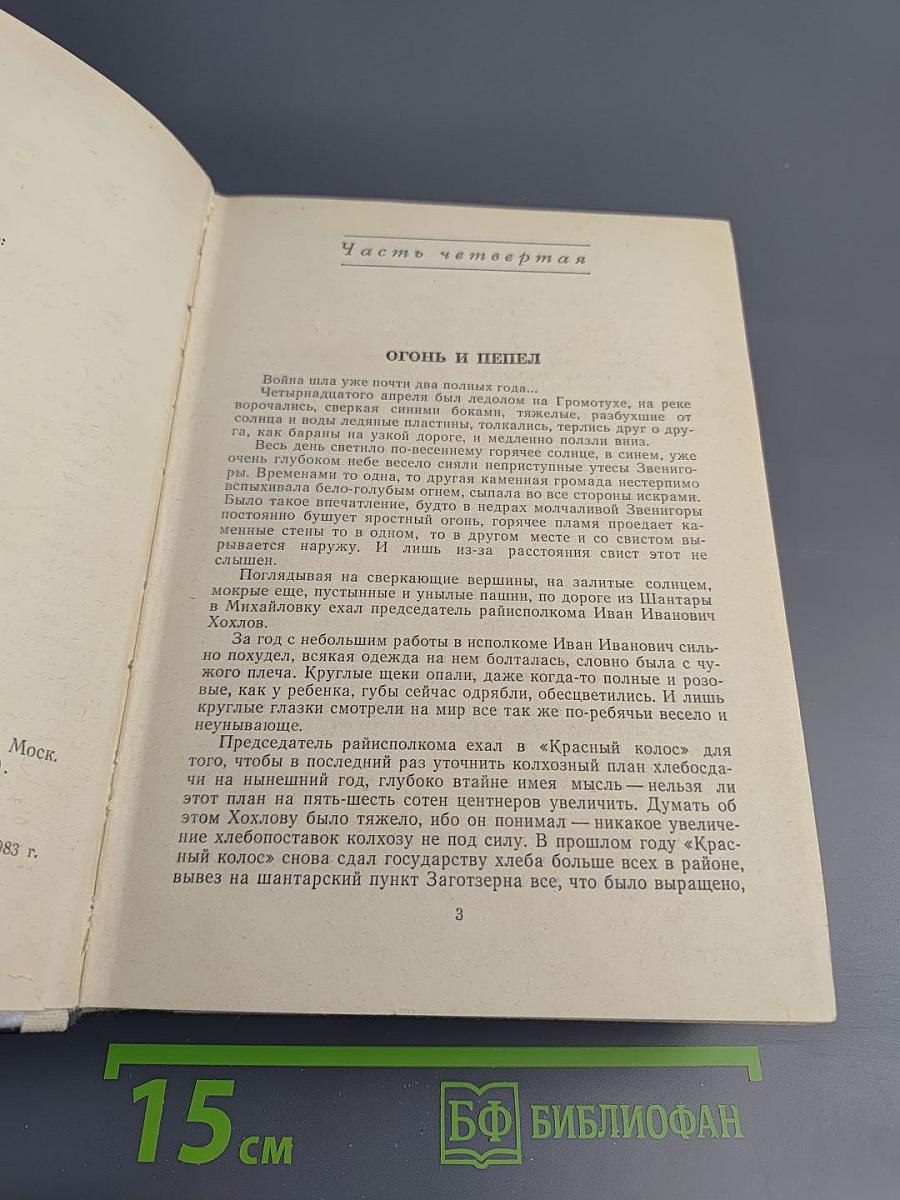 :
Моск.
).
983 г.
Часть четвертая
ОГОНЬ И ПЕПЕЛ
Война шла уже почти два полных года...
Четырнадцатого апреля был ледолом на Громотухе, на реке
ворочались, сверкая синими боками, тяжелые, разбухшие от
солнца и воды ледяные пластины, толкались, терлись друг о дру-
га, как бараны на узкой дороге, и медленно ползли вниз.
Весь день светило по-весеннему горячее солнце, в синем, уже
очень глубоком небе весело сияли неприступные утесы Звениго-
ры. Временами то одна, то другая каменная громада нестерпимо
вспыхивала бело-голубым огнем, сыпала во все стороны искрами.
Было такое впечатление, будто в недрах молчаливой Звенигоры
постоянно бушует яростный огонь, горячее пламя проедает ка-
менные стены то в одном, то в другом месте и со свистом вы-
рывается наружу. И лишь из-за расстояния свист этот не
слышен.
Поглядывая на сверкающие вершины, на залитые солнцем,
мокрые еще, пустынные и унылые пашни, по дороге из Шантары
в Михайловку ехал председатель райисполкома Иван Иванович
Хохлов.
За год с небольшим работы в исполкоме Иван Иванович силь-
но похудел, всякая одежда на нем болталась, словно была с чу-
жого плеча. Круглые щеки опали, даже когда-то полные и розо-
вые, как у ребенка, губы сейчас одрябли, обесцветились. И лишь
круглые глазки смотрели на мир все так же по-ребячьи весело и
неунывающе.
Председатель райисполкома ехал в «Красный колос» для
того, чтобы в последний раз уточнить колхозный план хлебосда-
чи на нынешний год, глубоко втайне имея мысль — нельзя ли
этот план на пять-шесть сотен центнеров увеличить. Думать об
этом Хохлову было тяжело, ибо он понимал — никакое увеличе-
ние хлебопоставок колхозу не под силу. В прошлом году «Крас-
ный колос» снова сдал государству хлеба больше всех в районе,
вывез на шантарский пункт Заготзерна все, что было выращено,
3
15 см
БФ БИБЛИОФАН